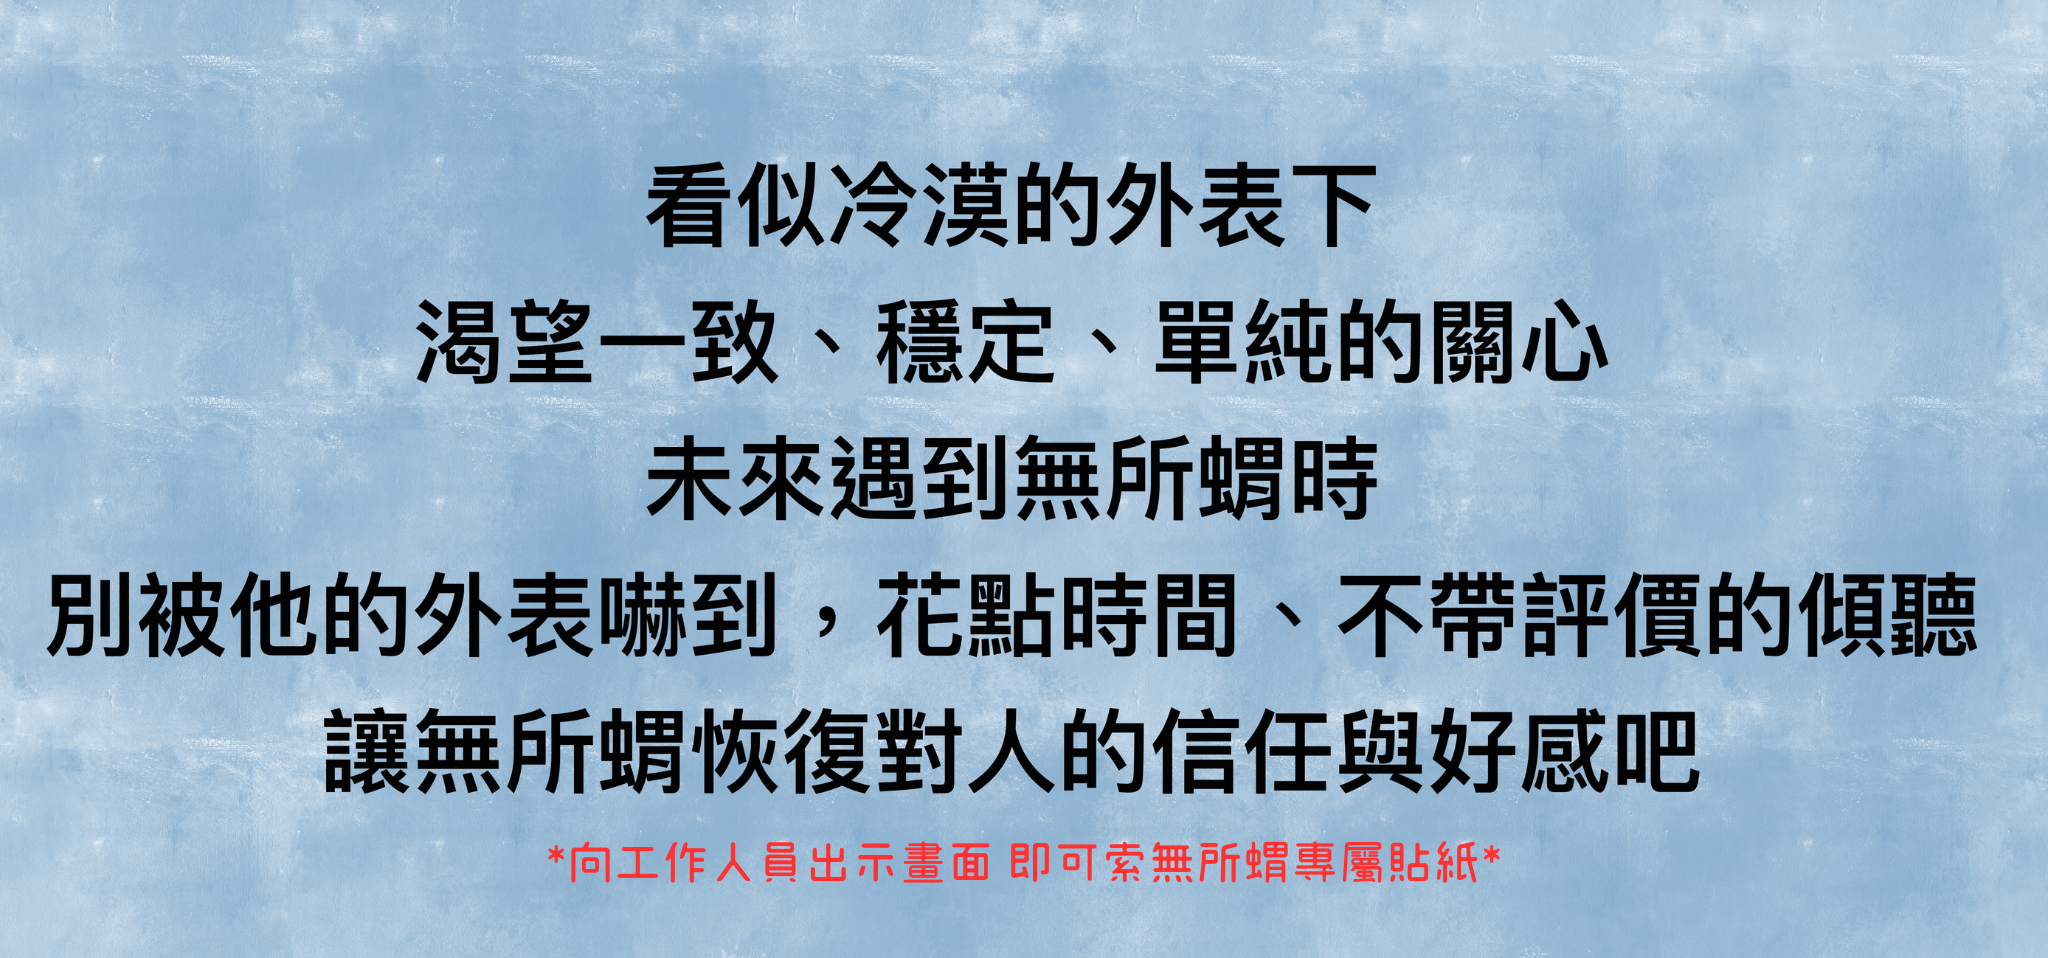 看似冷漠的外表下
渴望一致、穩定、單純的關心
未來遇到無所蝟時
別被他的外表嚇到，花點時間、不帶評價的傾聽
讓無所蝟恢復對人的信任與好感吧
*向工作人員出示畫面 即可索無所蝟專屬貼紙*